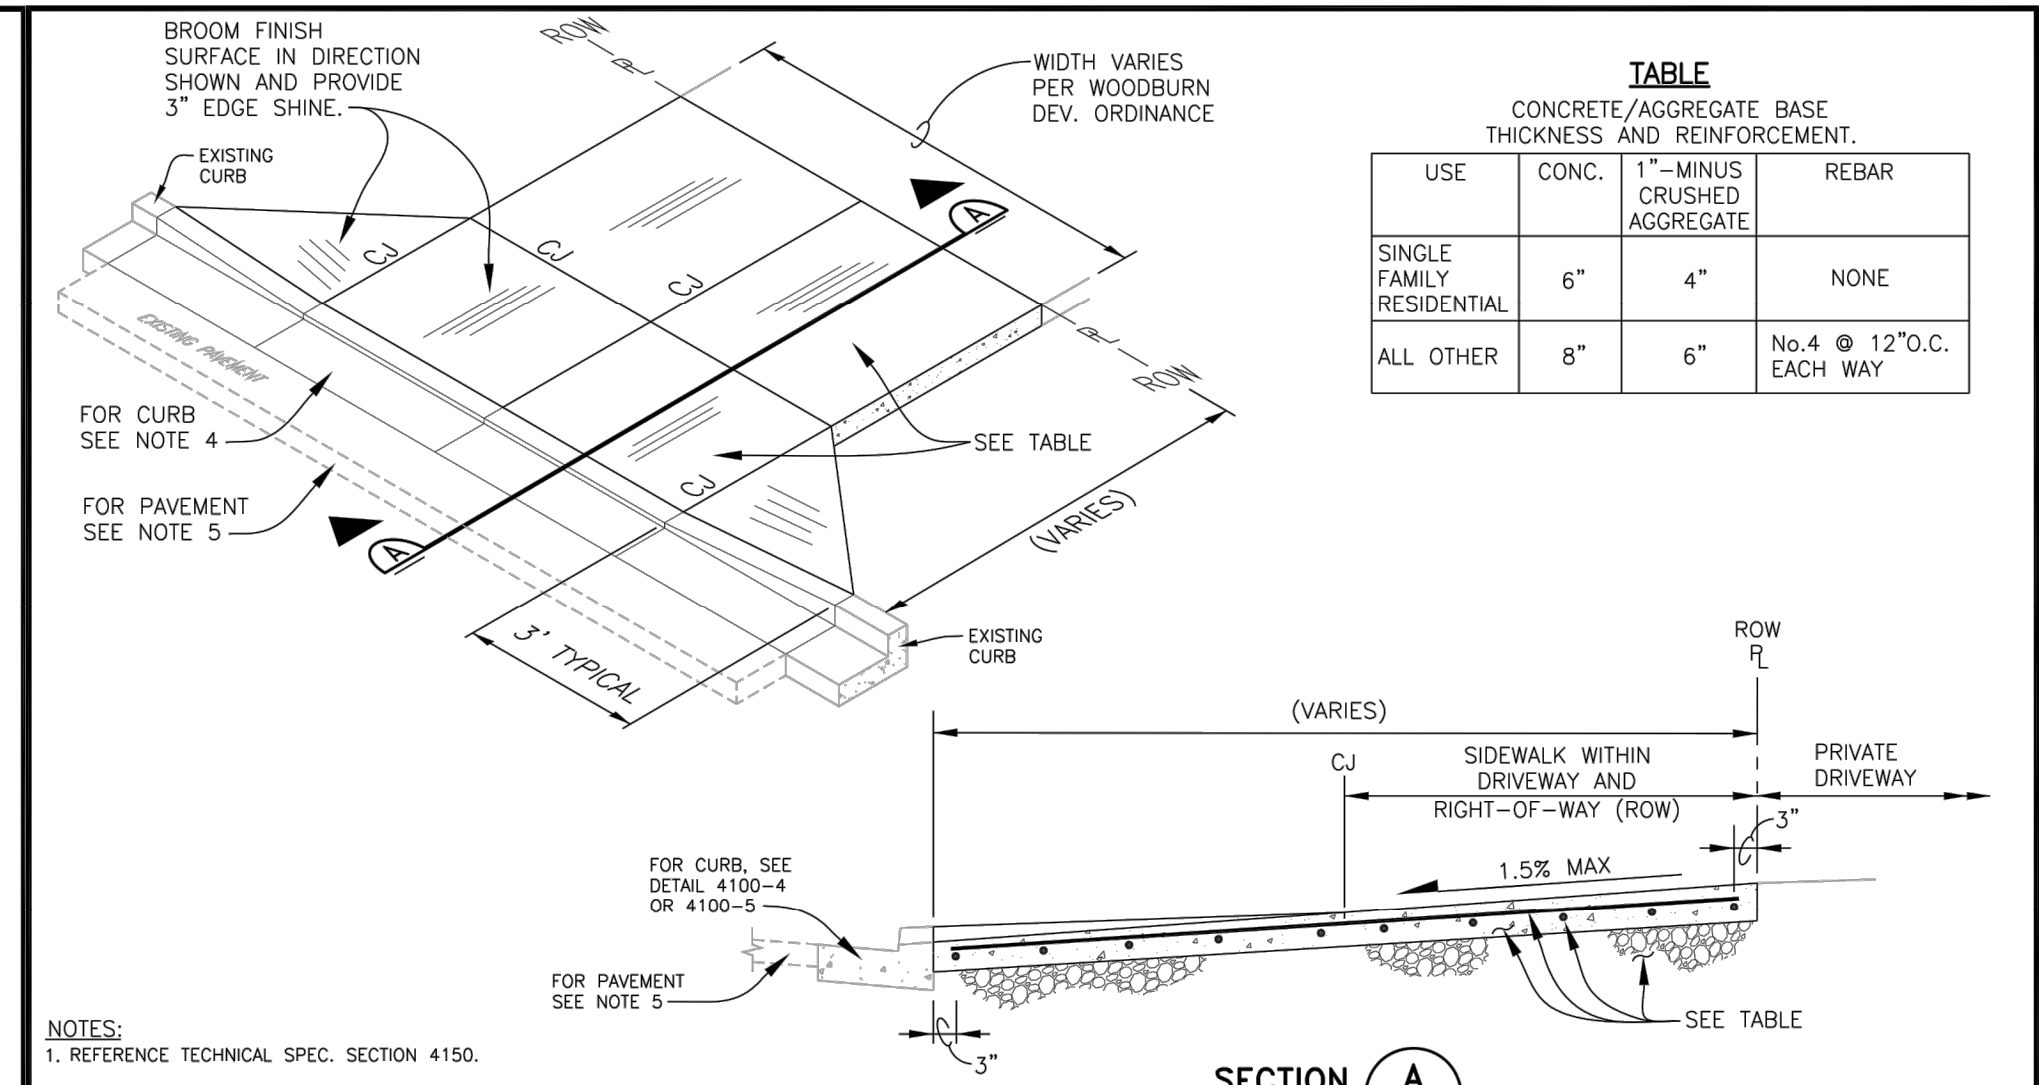 BROOM FINISH
SURFACE IN DIRECTION
SHOWN AND PROVIDE
3" EDGE SHINE.
EXISTING
CURB
ROW
PL
WIDTH VARIES
PER WOODBURN
DEV. ORDINANCE
A
CJ
CJ
CJ
CJ
EXISTING PAVEMENT
FOR CURB
SEE NOTE 4
FOR PAVEMENT
SEE NOTE 5
A
PL
ROW
SEE TABLE
(VARIES)
3' TYPICAL
EXISTING
CURB
TABLE
CONCRETE/AGGREGATE BASE
THICKNESS AND REINFORCEMENT.
USE
CONC.
1"-MINUS
CRUSHED
AGGREGATE
REBAR
SINGLE
FAMILY
RESIDENTIAL
6"
4"
NONE
ALL OTHER
8"
6"
No.4 @ 12"O.C.
EACH WAY
ROW
PL
(VARIES)
CJ
SIDEWALK WITHIN
DRIVEWAY AND
RIGHT-OF-WAY (ROW)
PRIVATE
DRIVEWAY
3"
1.5% MAX
FOR CURB, SEE
DETAIL 4100-4
OR 4100-5
FOR PAVEMENT
SEE NOTE 5
SEE TABLE
3"
NOTES:
1. REFERENCE TECHNICAL SPEC. SECTION 4150.
SECTION A